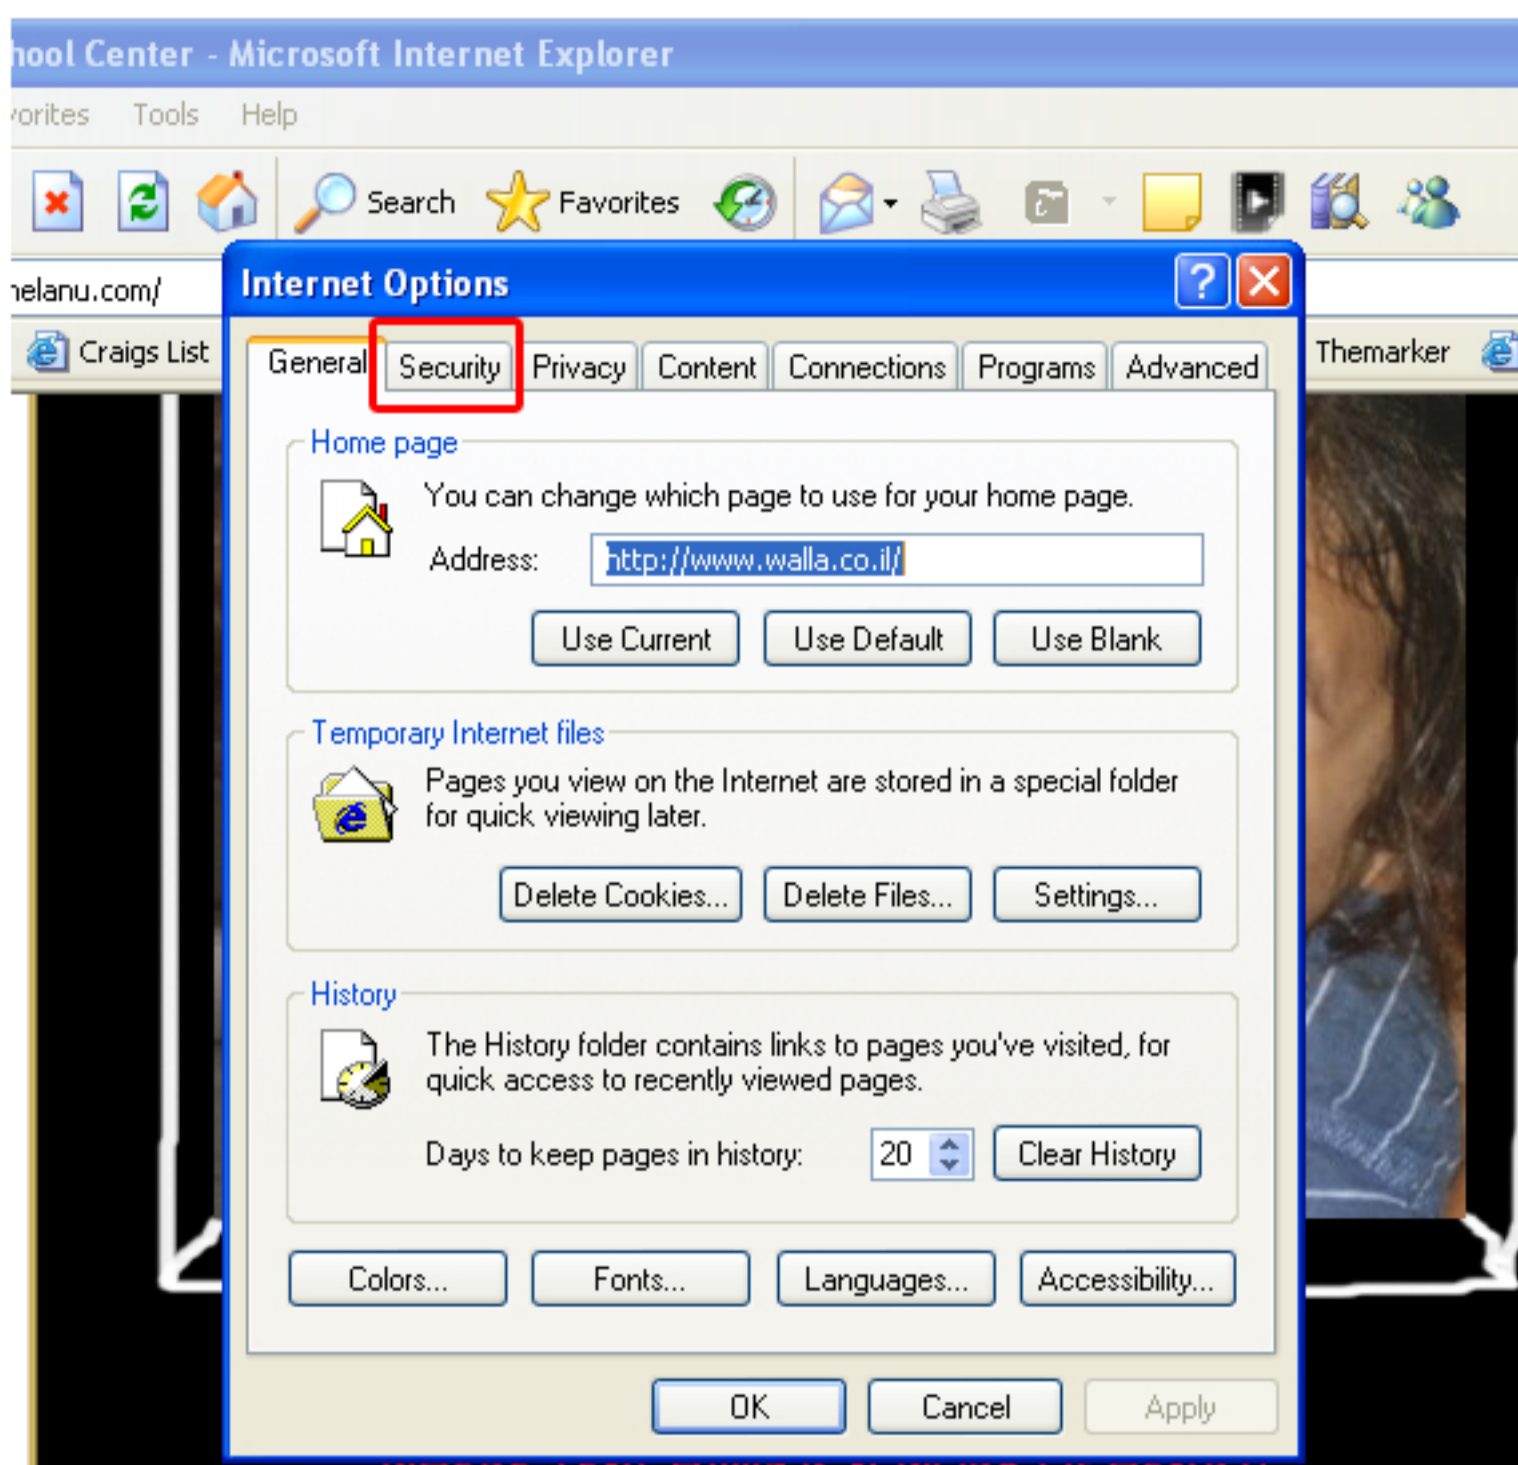 hool Center - Microsoft Internet Explorer
vorites Tools Help
Search Favorites
nelanu.com/
Internet Options
Craigs List
Themarker
General Security Privacy Content Connections Programs Advanced
Home page
You can change which page to use for your home page.
Address: http://www.walla.co.il/
Use Current Use Default Use Blank
Temporary Internet files
Pages you view on the Internet are stored in a special folder
for quick viewing later.
Delete Cookies... Delete Files... Settings...
History
The History folder contains links to pages you've visited, for
quick access to recently viewed pages.
Days to keep pages in history: 20 Clear History
Colors... Fonts... Languages... Accessibility...
OK Cancel Apply